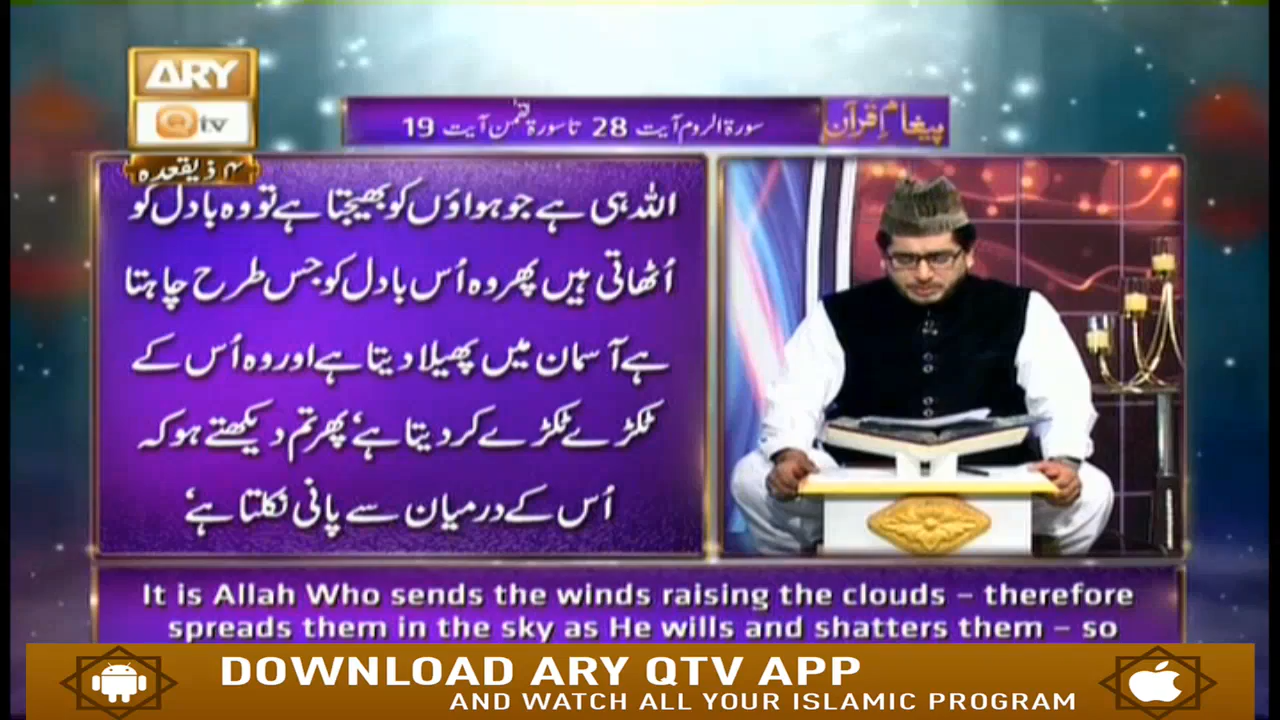 ARY
Qtv
۴ ذیقعدہ
پیغامِ قرآن
سورۃ الروم آیت 28 تا سورۃ لقمٰن آیت 19
اللہ ہی ہے جو ہواؤں کو بھیجتا ہے تو وہ بادل کو
اُٹھاتی ہیں پھر وہ اُس بادل کو جس طرح چاہتا
ہے آسمان میں پھیلا دیتا ہے اور وہ اُس کے
ٹکڑے ٹکڑے کر دیتا ہے‘ پھر تم دیکھتے ہو کہ
اُس کے درمیان سے پانی نکلتا ہے‘
It is Allah Who sends the winds raising the clouds – therefore
spreads them in the sky as He wills and shatters them – so
DOWNLOAD ARY QTV APP
AND WATCH ALL YOUR ISLAMIC PROGRAM